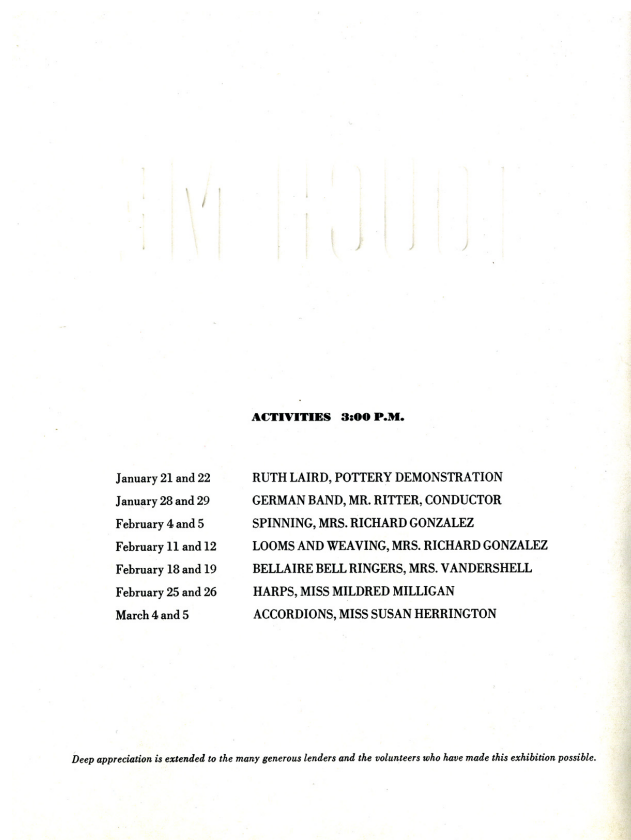 TOUCH ME
ACTIVITIES 3:00 P.M.
January 21 and 22 RUTH LAIRD, POTTERY DEMONSTRATION
January 28 and 29 GERMAN BAND, MR. RITTER, CONDUCTOR
February 4 and 5 SPINNING, MRS. RICHARD GONZALEZ
February 11 and 12 LOOMS AND WEAVING, MRS. RICHARD GONZALEZ
February 18 and 19 BELLAIRE BELL RINGERS, MRS. VANDERSHELL
February 25 and 26 HARPS, MISS MILDRED MILLIGAN
March 4 and 5 ACCORDIONS, MISS SUSAN HERRINGTON
Deep appreciation is extended to the many generous lenders and the volunteers who have made this exhibition possible.